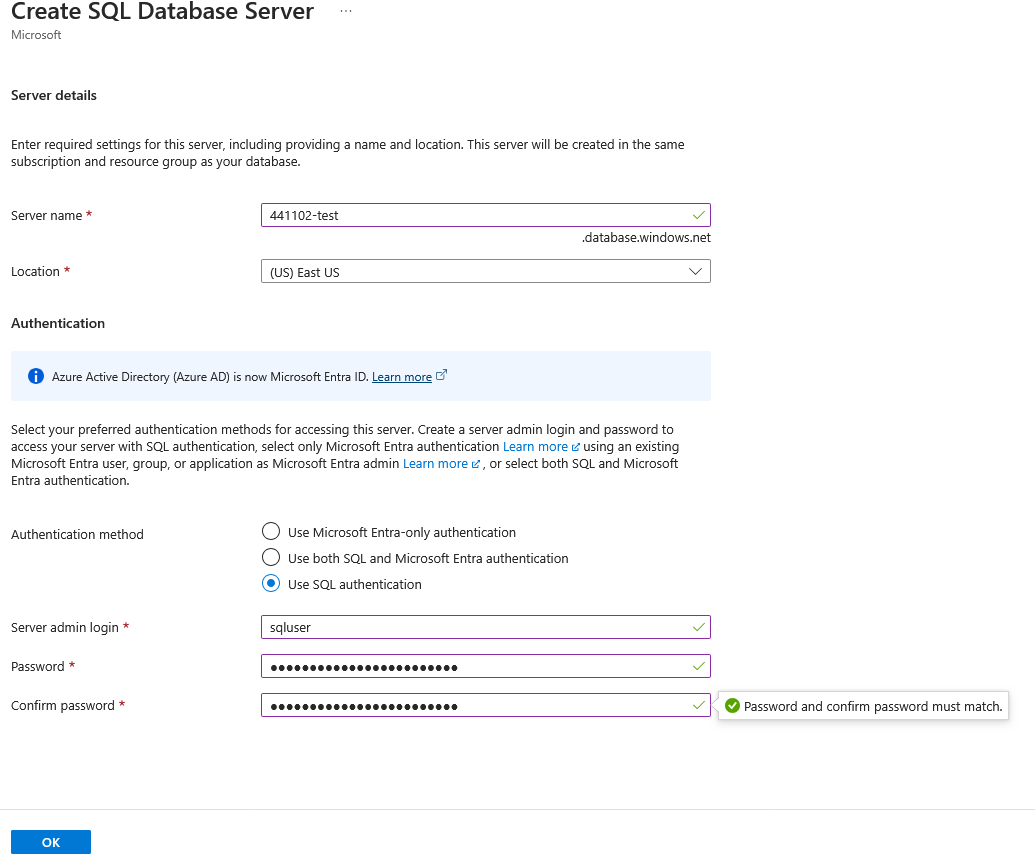 Create SQL Database Server ...
Microsoft
Server details
Enter required settings for this server, including providing a name and location. This server will be created in the same
subscription and resource group as your database.
Server name *
441102-test
.database.windows.net
Location *
(US) East US
Authentication
Azure Active Directory (Azure AD) is now Microsoft Entra ID. Learn more
Select your preferred authentication methods for accessing this server. Create a server admin login and password to
access your server with SQL authentication, select only Microsoft Entra authentication Learn more using an existing
Microsoft Entra user, group, or application as Microsoft Entra admin Learn more , or select both SQL and Microsoft
Entra authentication.
Authentication method
Use Microsoft Entra-only authentication
Use both SQL and Microsoft Entra authentication
Use SQL authentication
Server admin login *
sqluser
Password *
●●●●●●●●●●●●●●●●●●●●●●●●
Confirm password *
●●●●●●●●●●●●●●●●●●●●●●●●
Password and confirm password must match.
OK